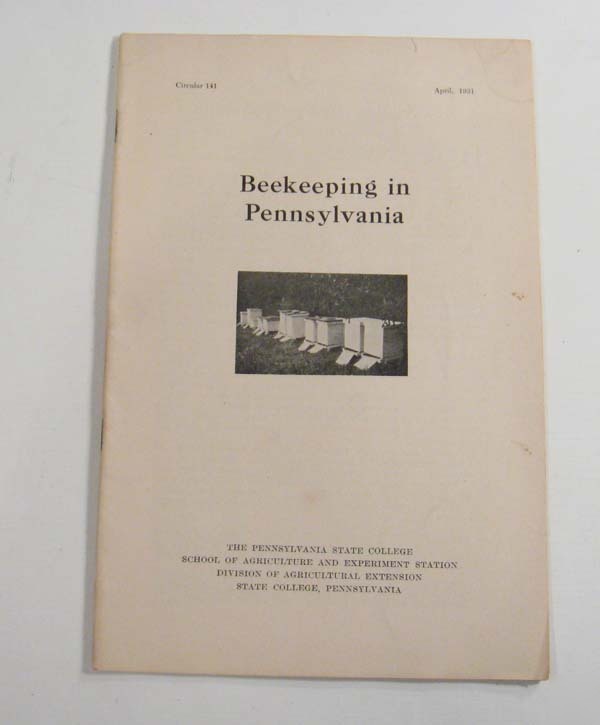 Circular 141
April, 1931
Beekeeping in
Pennsylvania
THE PENNSYLVANIA STATE COLLEGE
SCHOOL OF AGRICULTURE AND EXPERIMENT STATION
DIVISION OF AGRICULTURAL EXTENSION
STATE COLLEGE, PENNSYLVANIA